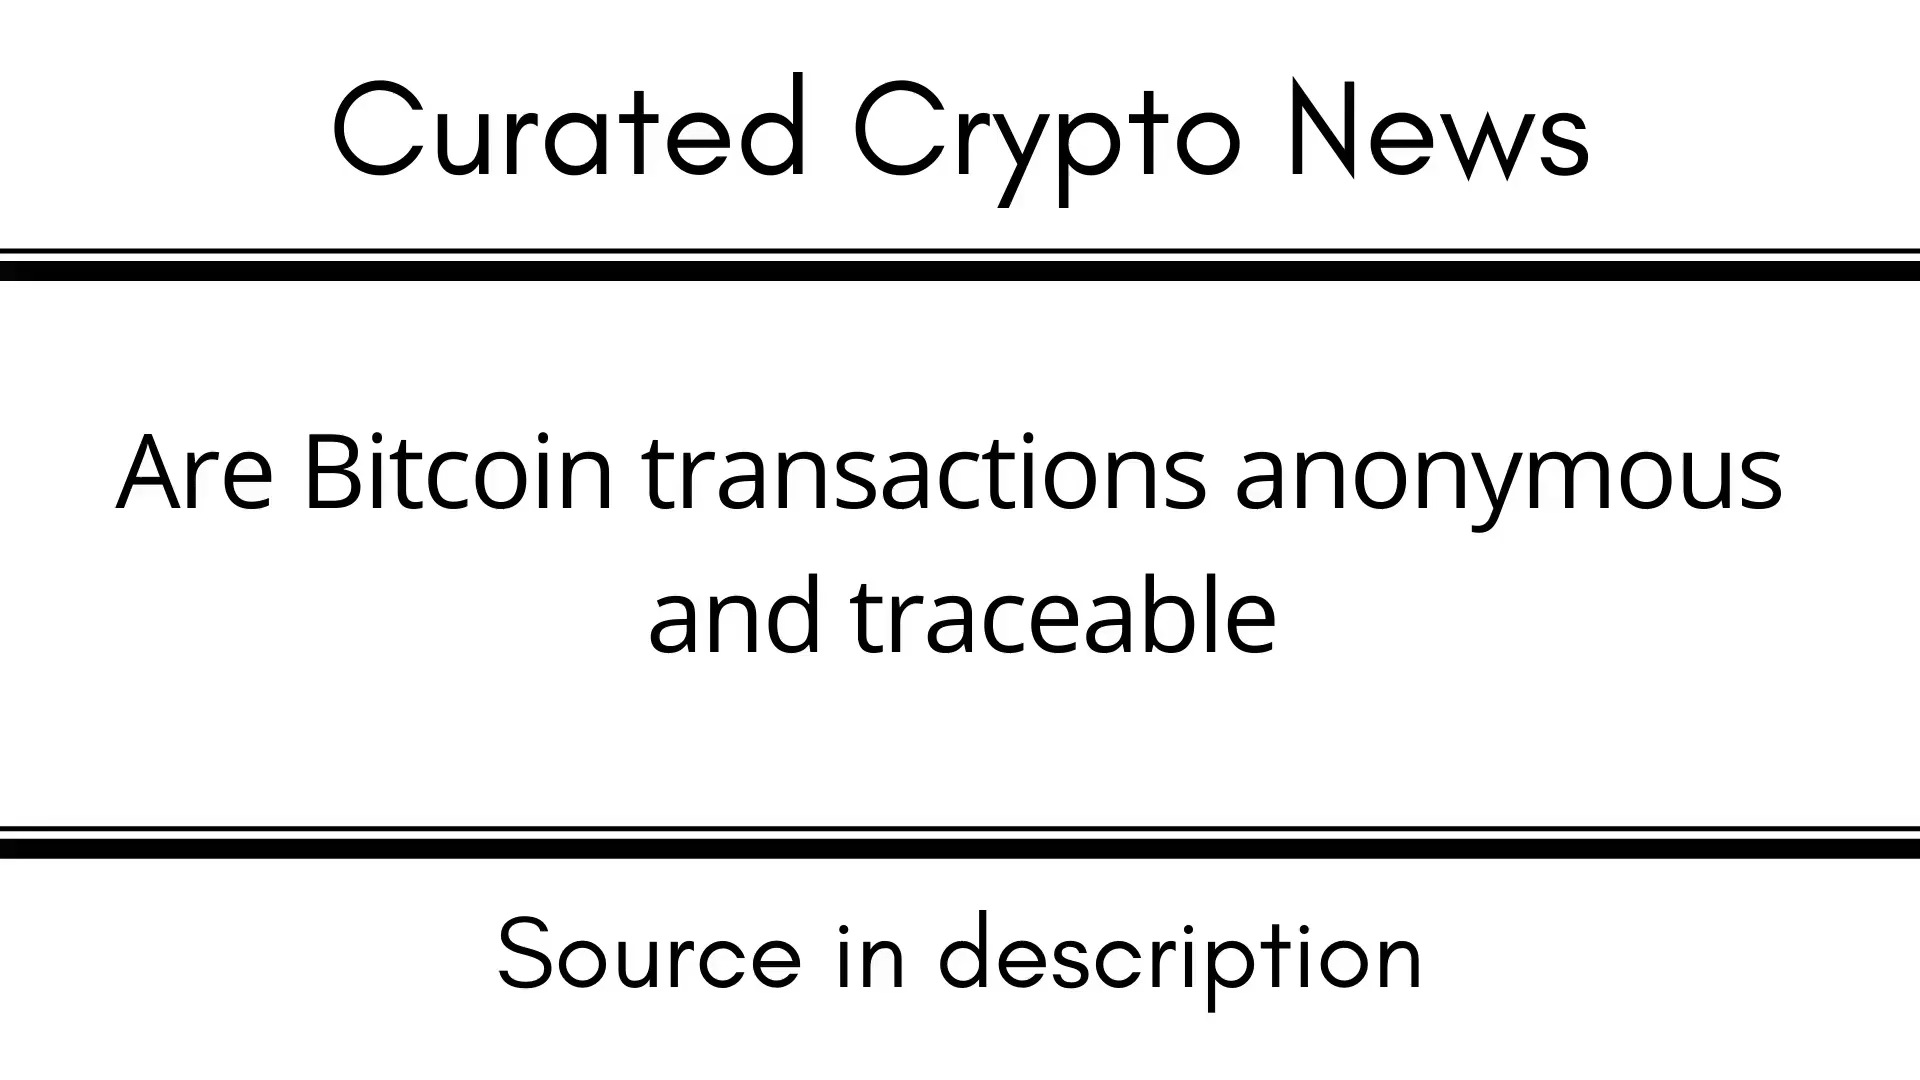 Curated Crypto News
Are Bitcoin transactions anonymous
and traceable
Source in description